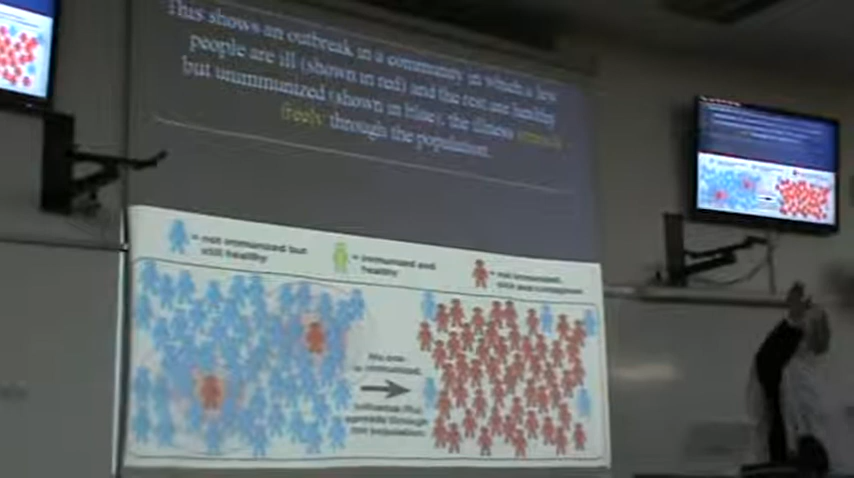 This shows an outbreak in a community in which a few
people are ill (shown in red) and the rest are healthy
but unimmunized (shown in blue); the illness spreads
freely through the population.
= not immunized but
still healthy
= immunized and
healthy
= not immunized,
sick and contagious
No one
is immunized.
through
population.